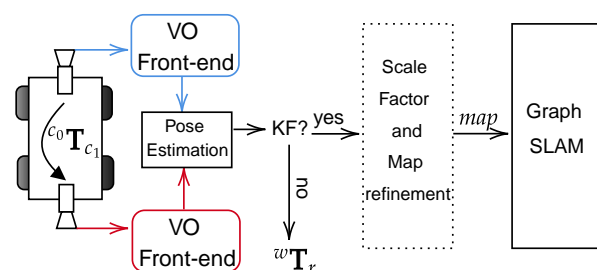 VO
Front-end
c₀Tc₁
Pose
Estimation
KF?
yes
no
wTr
VO
Front-end
Scale
Factor
and
Map
refinement
map
Graph
SLAM